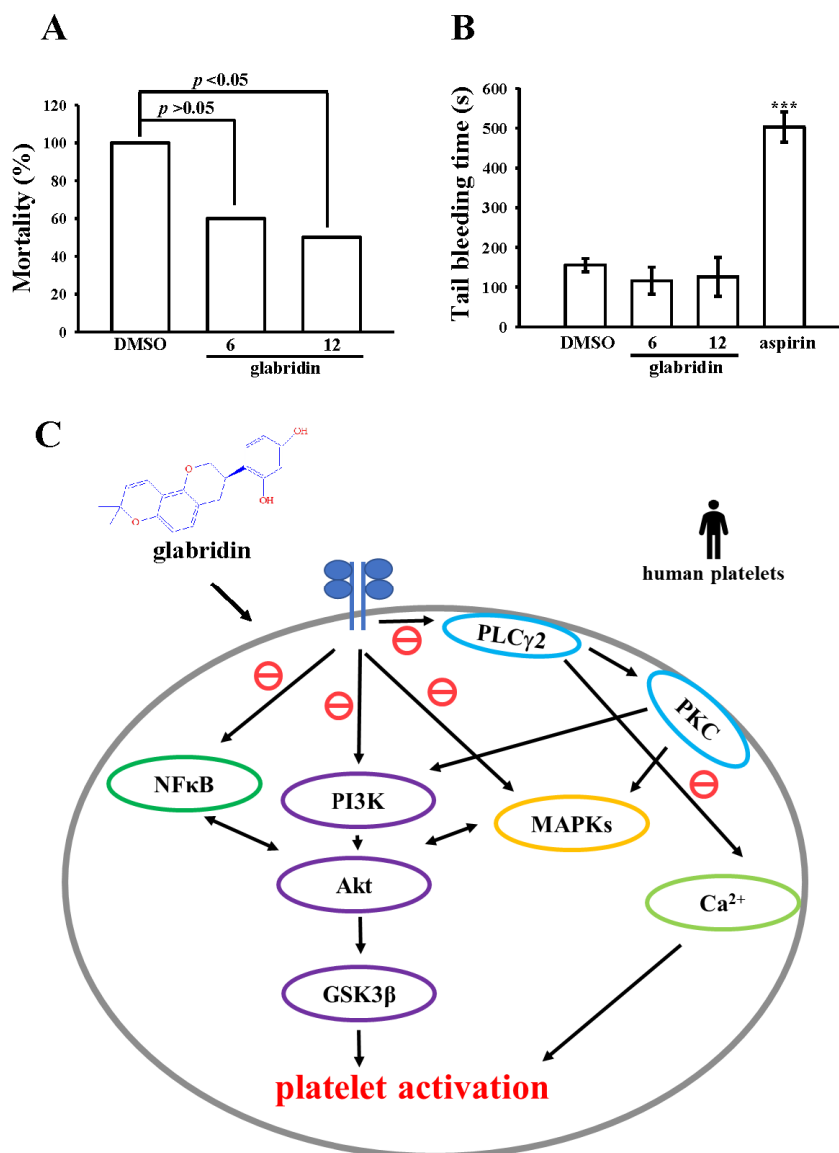 A
p <0.05
p >0.05
Mortality (%)
120
100
80
60
40
20
0
DMSO
6
12
glabridin
B
***
Tail bleeding time (s)
600
500
400
300
200
100
0
DMSO
6
12
aspirin
glabridin
C
OH
O
OH
O
glabridin
human platelets
PLCγ2
PKC
NFκB
PI3K
MAPKs
Akt
Ca²⁺
GSK3β
platelet activation